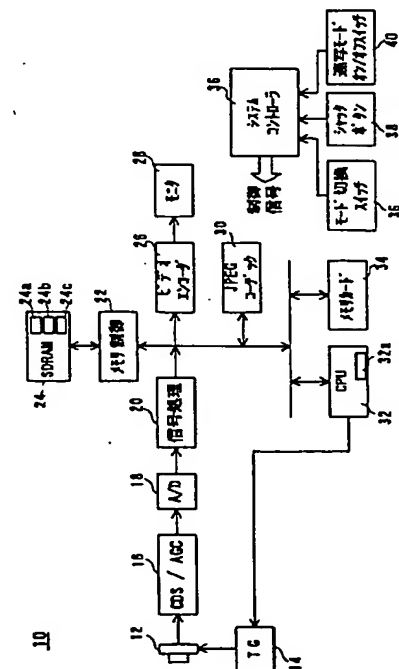 10
12
CDS / AGC
16
A/D
18
信号処理
20
TG
14
SDRAM
24
24a
24b
24c
メモリ制御
22
ビデオ
エンコーダ
26
モニタ
28
JPEG
コーデック
30
CPU
32a
32
メモリカード
34
システム
コントローラ
36
制御
信号
モード切換
スイッチ
36
シャッタ
ボタン
38
連写モード
オン/オフスイッチ
40